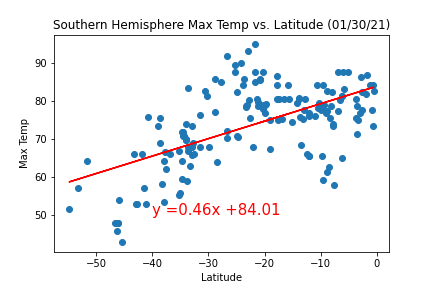 Southern Hemisphere Max Temp vs. Latitude (01/30/21)
90
80
70
60
50
Max Temp
y =0.46x +84.01
−50
−40
−30
−20
−10
0
Latitude